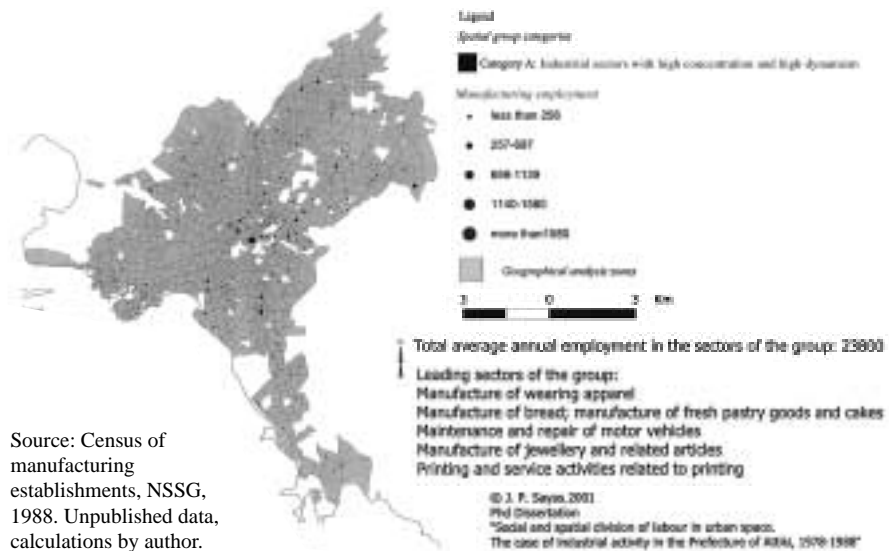 Legend
Spatial group categories
Category A: Industrial sectors with high concentration and high dynamism
Manufacturing employment
less than 256
257-687
688-1139
1140-1680
more than1680
Geographical analysis zones
3 0 3 Km
Total average annual employment in the sectors of the group: 23800
Leading sectors of the group:
Manufacture of wearing apparel
Manufacture of bread; manufacture of fresh pastry goods and cakes
Maintenance and repair of motor vehicles
Manufacture of jewellery and related articles
Printing and service activities related to printing
Source: Census of
manufacturing
establishments, NSSG,
1988. Unpublished data,
calculations by author.
© J. P. Sayas, 2001
Phd Dissertation
"Social and spatial division of labour in urban space.
The case of industrial activity in the Prefecture of Attiki, 1978-1988"